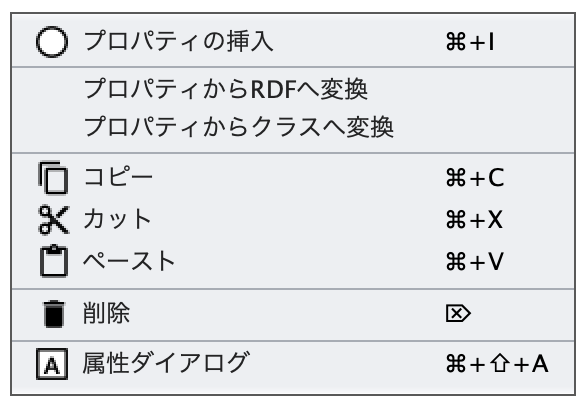 プロパティの挿入 ⌘+I
プロパティからRDFへ変換
プロパティからクラスへ変換
コピー ⌘+C
カット ⌘+X
ペースト ⌘+V
削除 ⌦
A 属性ダイアログ ⌘+⇧+A